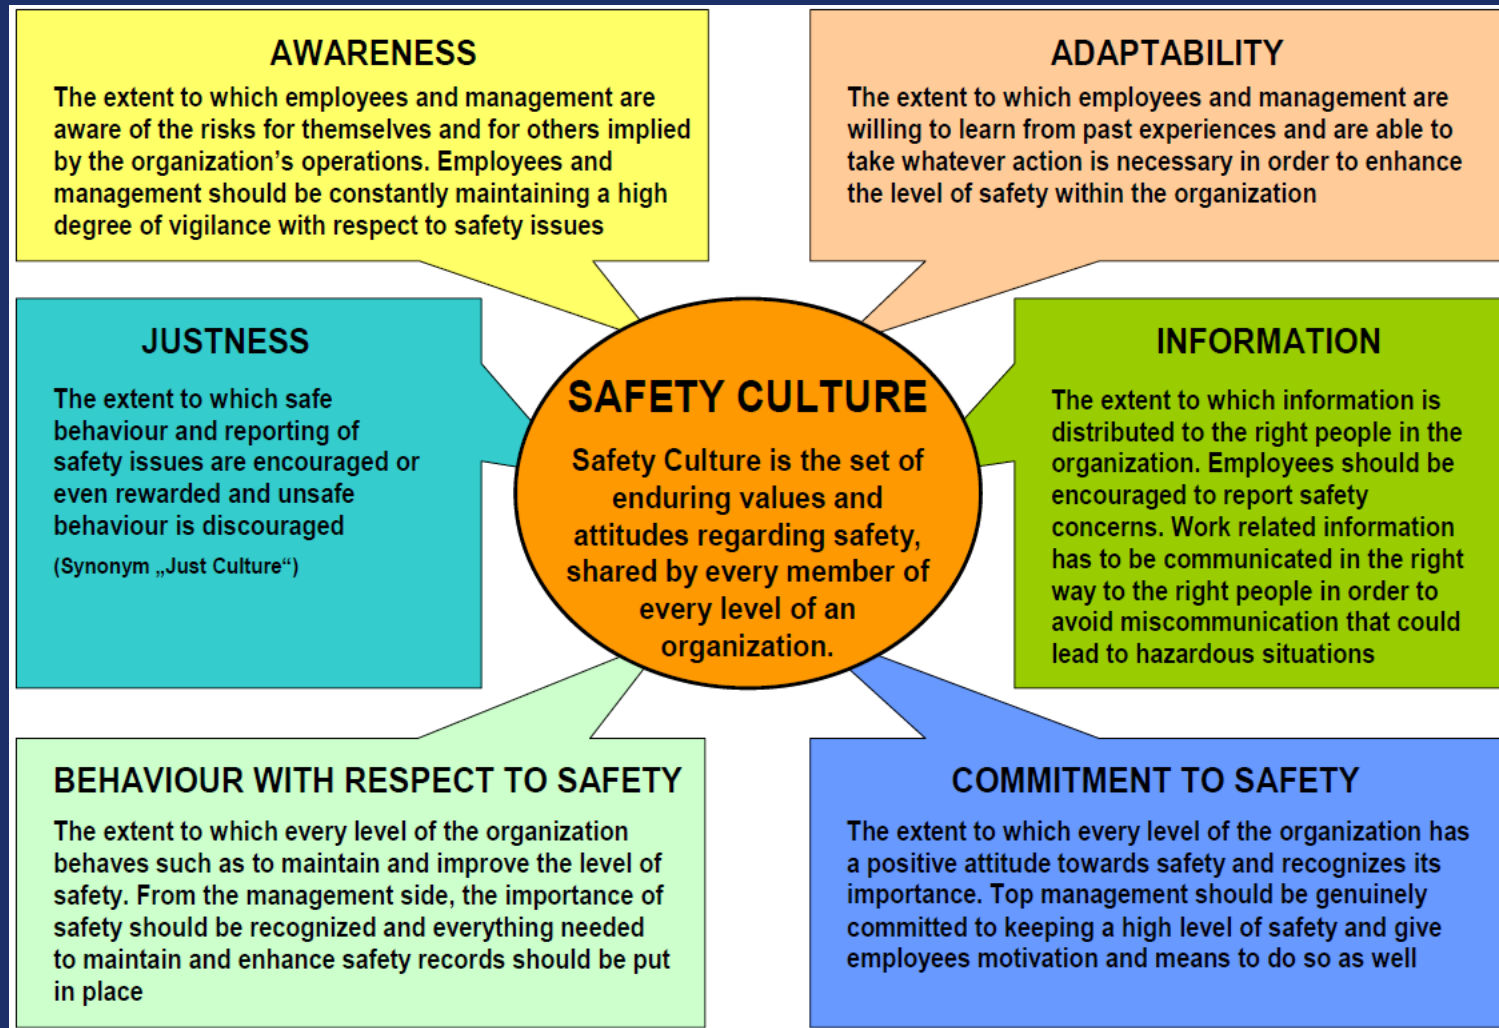 AWARENESS
The extent to which employees and management are
aware of the risks for themselves and for others implied
by the organization's operations. Employees and
management should be constantly maintaining a high
degree of vigilance with respect to safety issues
ADAPTABILITY
The extent to which employees and management are
willing to learn from past experiences and are able to
take whatever action is necessary in order to enhance
the level of safety within the organization
JUSTNESS
The extent to which safe
behaviour and reporting of
safety issues are encouraged or
even rewarded and unsafe
behaviour is discouraged
(Synonym „Just Culture“)
SAFETY CULTURE
Safety Culture is the set of
enduring values and
attitudes regarding safety,
shared by every member of
every level of an
organization.
INFORMATION
The extent to which information is
distributed to the right people in the
organization. Employees should be
encouraged to report safety
concerns. Work related information
has to be communicated in the right
way to the right people in order to
avoid miscommunication that could
lead to hazardous situations
BEHAVIOUR WITH RESPECT TO SAFETY
The extent to which every level of the organization
behaves such as to maintain and improve the level of
safety. From the management side, the importance of
safety should be recognized and everything needed
to maintain and enhance safety records should be put
in place
COMMITMENT TO SAFETY
The extent to which every level of the organization has
a positive attitude towards safety and recognizes its
importance. Top management should be genuinely
committed to keeping a high level of safety and give
employees motivation and means to do so as well